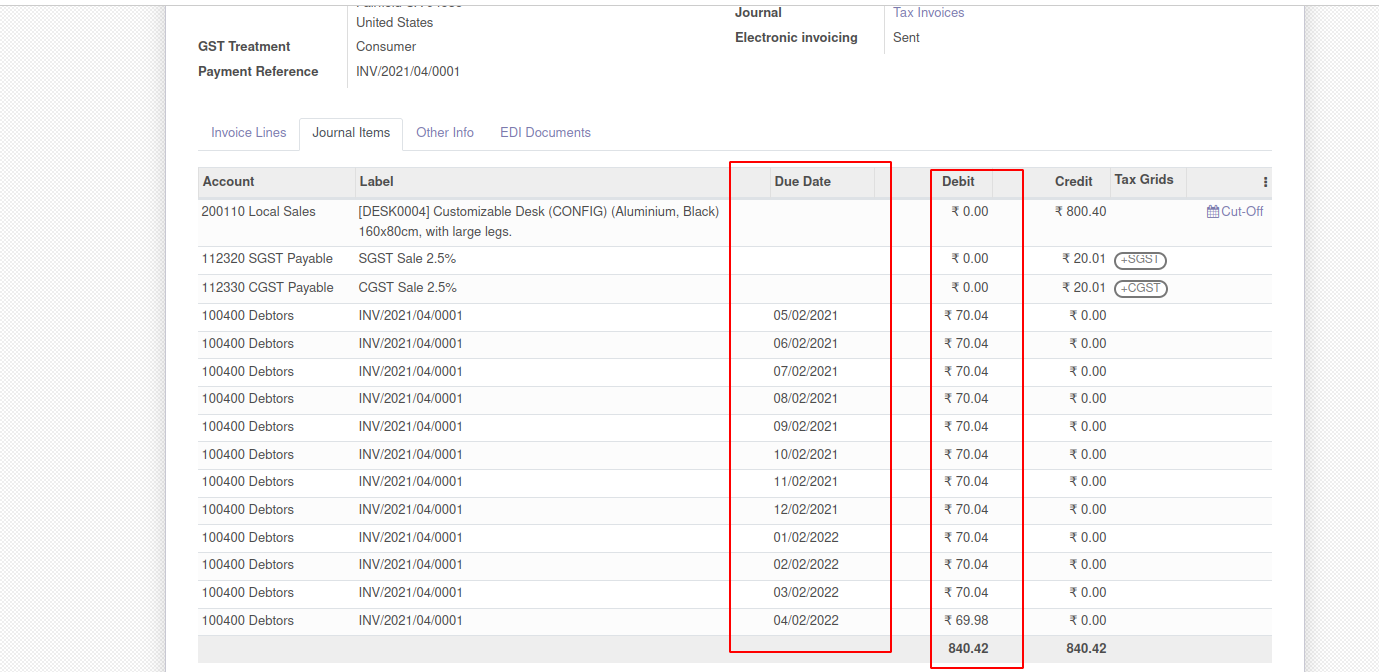 United States
Journal Tax Invoices
Electronic invoicing Sent
GST Treatment Consumer
Payment Reference INV/2021/04/0001
Invoice Lines Journal Items Other Info EDI Documents
Account Label Due Date Debit Credit Tax Grids
200110 Local Sales [DESK0004] Customizable Desk (CONFIG) (Aluminium, Black) ₹ 0.00 ₹ 800.40 Cut-Off
160x80cm, with large legs.
112320 SGST Payable SGST Sale 2.5% ₹ 0.00 ₹ 20.01 +SGST
112330 CGST Payable CGST Sale 2.5% ₹ 0.00 ₹ 20.01 +CGST
100400 Debtors INV/2021/04/0001 05/02/2021 ₹ 70.04 ₹ 0.00
100400 Debtors INV/2021/04/0001 06/02/2021 ₹ 70.04 ₹ 0.00
100400 Debtors INV/2021/04/0001 07/02/2021 ₹ 70.04 ₹ 0.00
100400 Debtors INV/2021/04/0001 08/02/2021 ₹ 70.04 ₹ 0.00
100400 Debtors INV/2021/04/0001 09/02/2021 ₹ 70.04 ₹ 0.00
100400 Debtors INV/2021/04/0001 10/02/2021 ₹ 70.04 ₹ 0.00
100400 Debtors INV/2021/04/0001 11/02/2021 ₹ 70.04 ₹ 0.00
100400 Debtors INV/2021/04/0001 12/02/2021 ₹ 70.04 ₹ 0.00
100400 Debtors INV/2021/04/0001 01/02/2022 ₹ 70.04 ₹ 0.00
100400 Debtors INV/2021/04/0001 02/02/2022 ₹ 70.04 ₹ 0.00
100400 Debtors INV/2021/04/0001 03/02/2022 ₹ 70.04 ₹ 0.00
100400 Debtors INV/2021/04/0001 04/02/2022 ₹ 69.98 ₹ 0.00
840.42 840.42